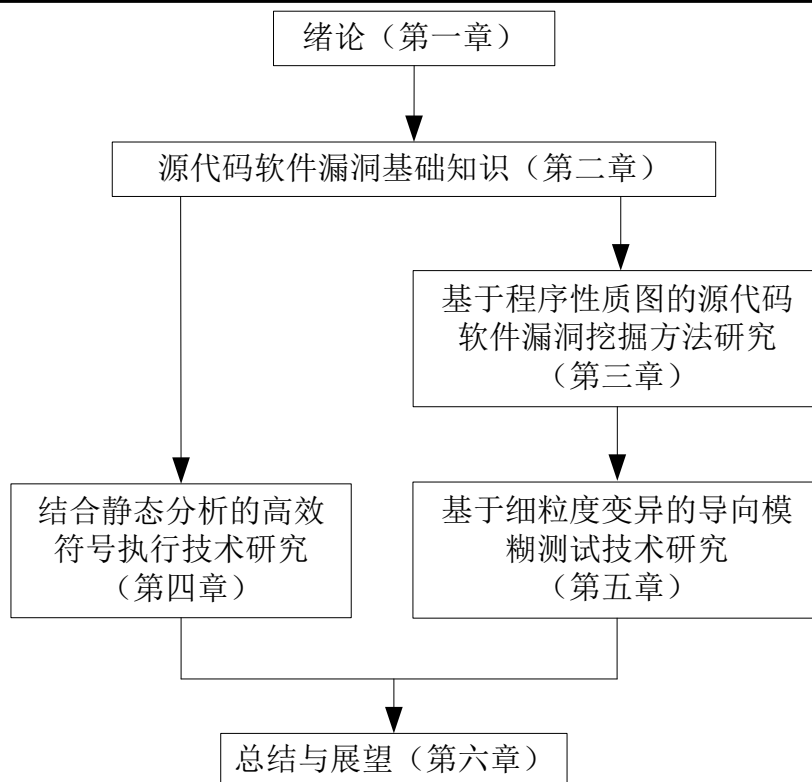 绪论（第一章）
源代码软件漏洞基础知识（第二章）
基于程序性质图的源代码
软件漏洞挖掘方法研究
（第三章）
结合静态分析的高效
符号执行技术研究
（第四章）
基于细粒度变异的导向模
糊测试技术研究
（第五章）
总结与展望（第六章）